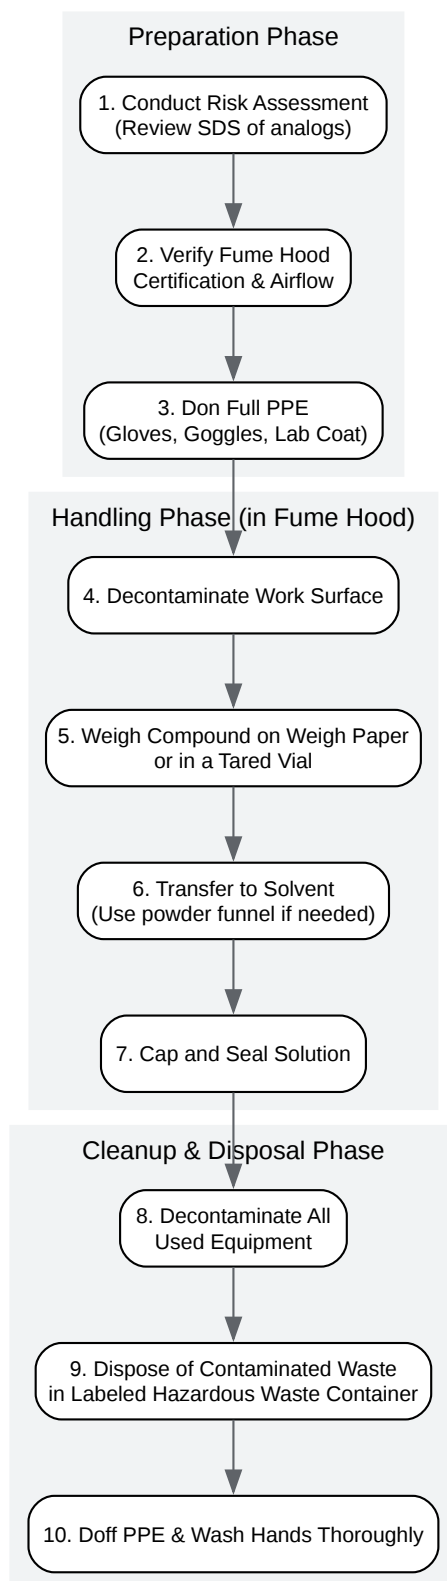 Preparation Phase
1. Conduct Risk Assessment
(Review SDS of analogs)
2. Verify Fume Hood
Certification & Airflow
3. Don Full PPE
(Gloves, Goggles, Lab Coat)
Handling Phase (in Fume Hood)
4. Decontaminate Work Surface
5. Weigh Compound on Weigh Paper
or in a Tared Vial
6. Transfer to Solvent
(Use powder funnel if needed)
7. Cap and Seal Solution
Cleanup & Disposal Phase
8. Decontaminate All
Used Equipment
9. Dispose of Contaminated Waste
in Labeled Hazardous Waste Container
10. Doff PPE & Wash Hands Thoroughly